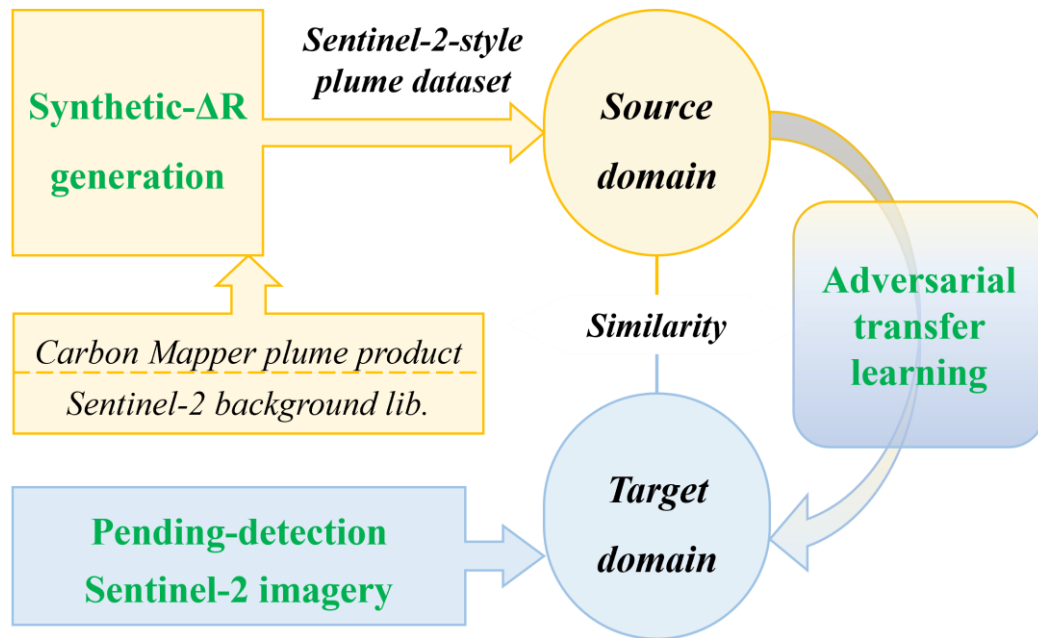 Synthetic-ΔR
generation
Sentinel-2-style
plume dataset
Source
domain
Carbon Mapper plume product
Sentinel-2 background lib.
Similarity
Adversarial
transfer
learning
Pending-detection
Sentinel-2 imagery
Target
domain